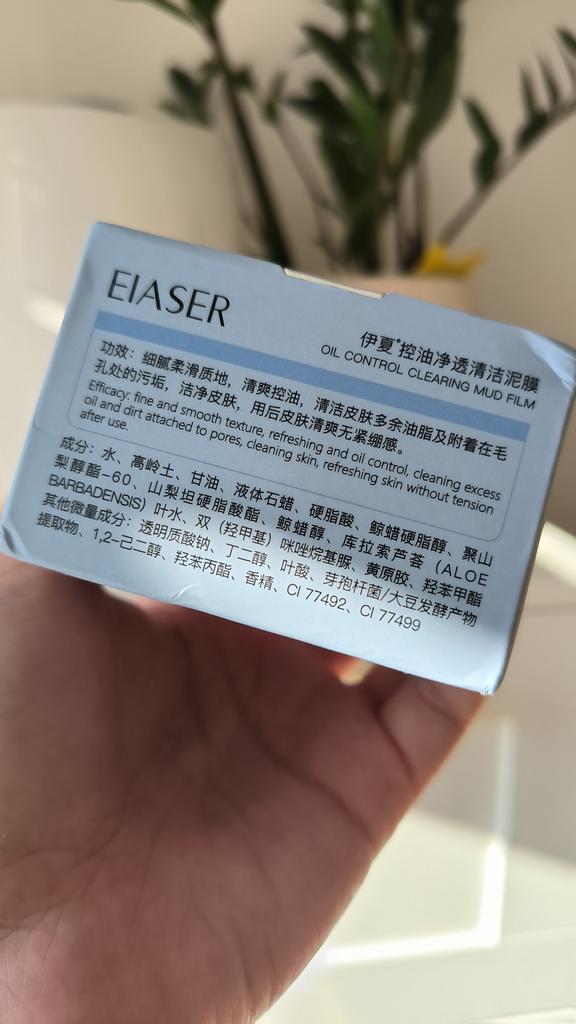 EIASER
伊夏®控油净透清洁泥膜
OIL CONTROL CLEARING MUD FILM
功效：细腻柔滑质地，清爽控油，清洁皮肤多余油脂及附着在毛
孔处的污垢，洁净皮肤，用后皮肤清爽无紧绷感。
Efficacy: fine and smooth texture, refreshing and oil control, cleaning excess
oil and dirt attached to pores, cleaning skin, refreshing skin without tension
after use.
成分：水、高岭土、甘油、液体石蜡、硬脂酸、鲸蜡硬脂醇、聚山
梨醇酯-60、山梨坦硬脂酸酯、鲸蜡醇、库拉索芦荟（ALOE
BARBADENSIS）叶水、双（羟甲基）咪唑烷基脲、黄原胶、羟苯甲酯
其他微量成分：透明质酸钠、丁二醇、叶酸、芽孢杆菌/大豆发酵产物
提取物、1,2-己二醇、羟苯丙酯、香精、CI 77492、CI 77499